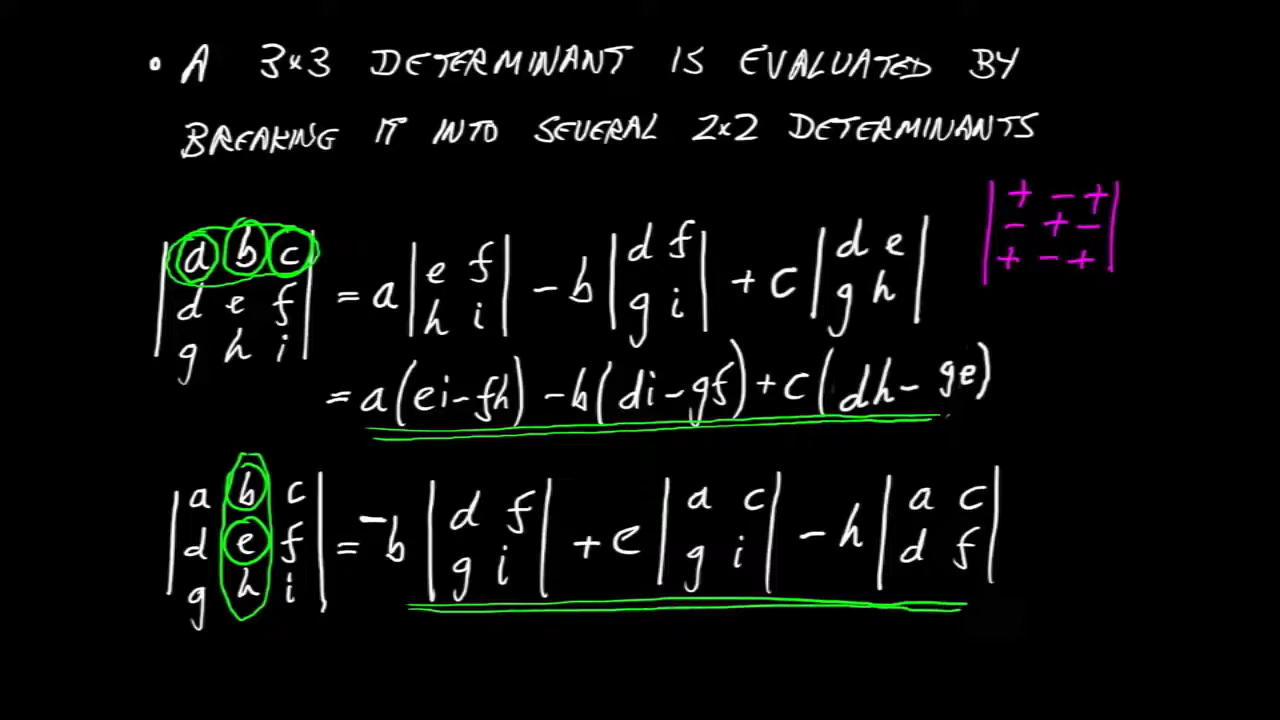 • A 3×3 DETERMINANT IS EVALUATED BY
BREAKING IT INTO SEVERAL 2×2 DETERMINANTS
| + - + |
| - + - |
| + - + |
| a b c |
| d e f |
| g h i |
= a | e f | - b | d f | + c | d e |
| h i | | g i | | g h |
= a(ei-fh) - b(di-gf) + c(dh-ge)
| a b c |
| d e f |
| g h i |
= -b | d f | + e | a c | - h | a c |
| g i | | g i | | d f |